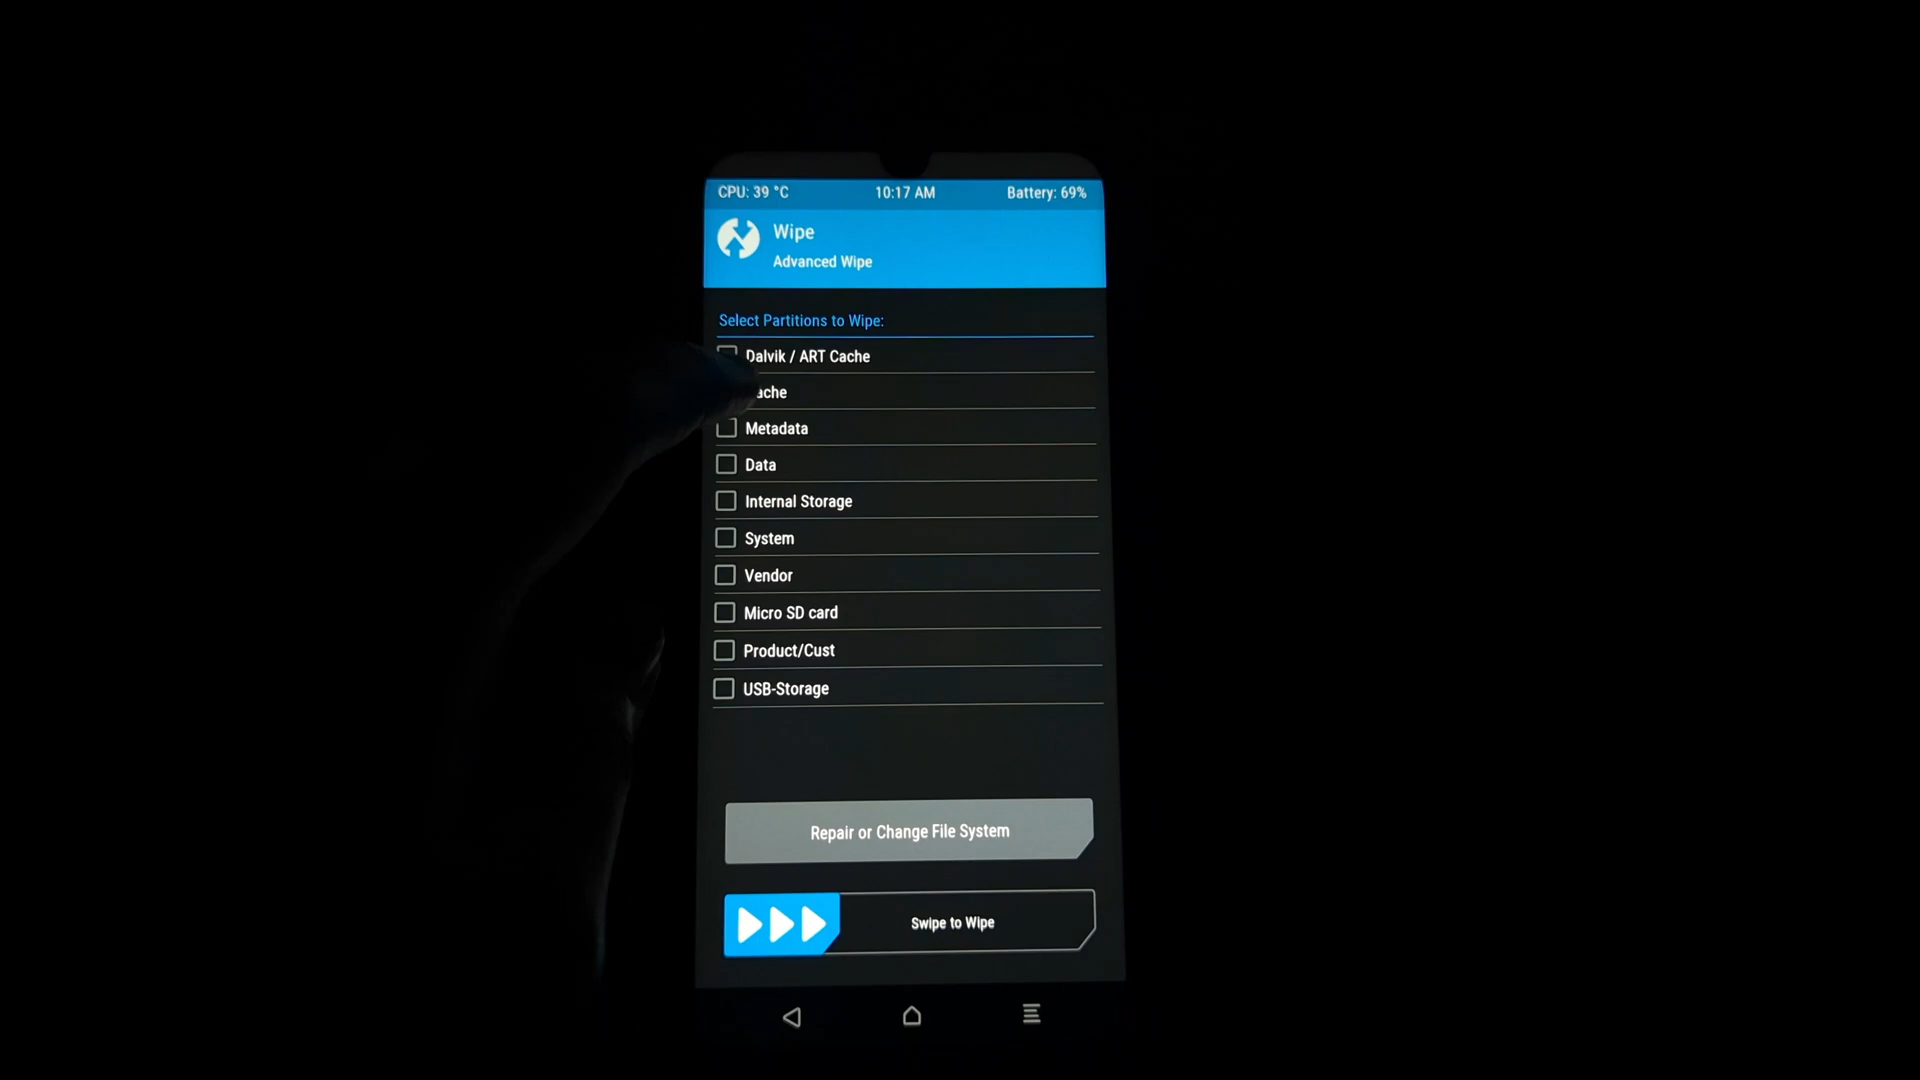 CPU: 39 °C 10:17 AM Battery: 69%
Wipe
Advanced Wipe
Select Partitions to Wipe:
Dalvik / ART Cache
ache
Metadata
Data
Internal Storage
System
Vendor
Micro SD card
Product/Cust
USB-Storage
Repair or Change File System
Swipe to Wipe